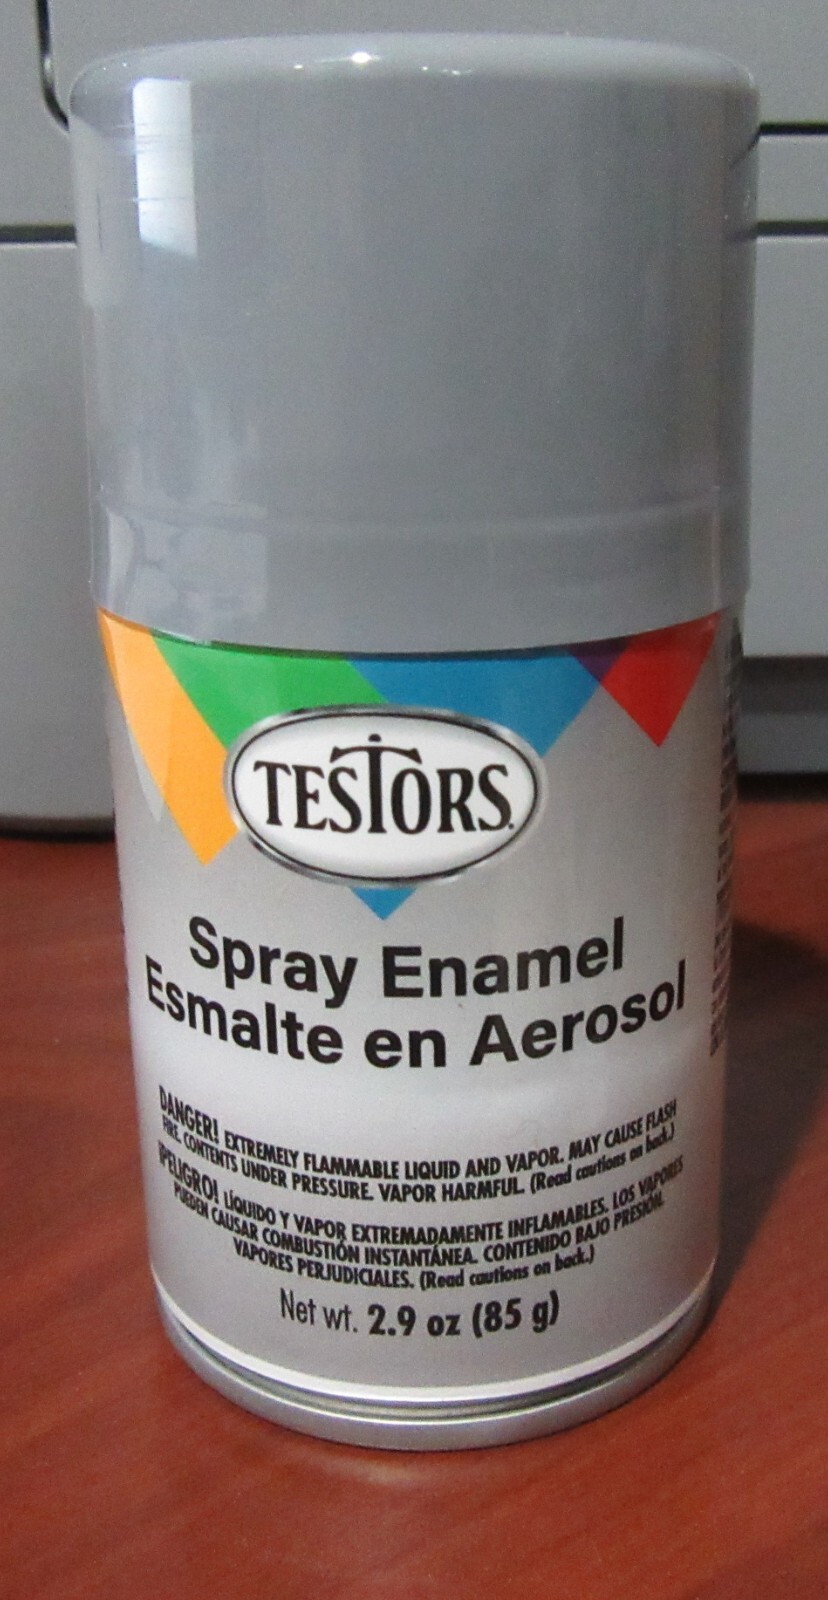 TESTORS.
Spray Enamel
Esmalte en Aerosol
DANGER! EXTREMELY FLAMMABLE LIQUID AND VAPOR. MAY CAUSE FLASH
FIRE. CONTENTS UNDER PRESSURE. VAPOR HARMFUL. (Read cautions on back.)
¡PELIGRO! LÍQUIDO Y VAPOR EXTREMADAMENTE INFLAMABLES. LOS VAPORES
PUEDEN CAUSAR COMBUSTIÓN INSTANTÁNEA. CONTENIDO BAJO PRESIÓN.
VAPORES PERJUDICIALES. (Read cautions on back.)
Net wt. 2.9 oz (85 g)